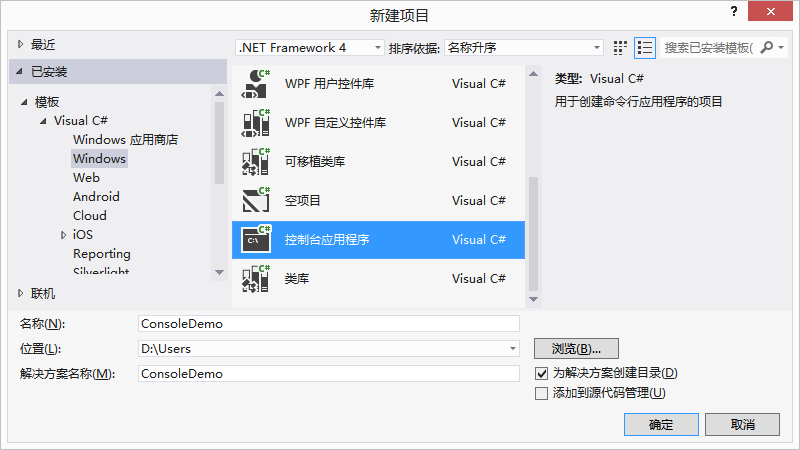 新建项目
? ×
最近
.NET Framework 4 排序依据: 名称升序 搜索已安装模板(
已安装
模板
Visual C#
Windows 应用商店
Windows
Web
Android
Cloud
iOS
Reporting
Silverlight
联机
C# WPF 用户控件库 Visual C#
C# WPF 自定义控件库 Visual C#
C# 可移植类库 Visual C#
C# 空项目 Visual C#
C# C:\ 控制台应用程序 Visual C#
C# 类库 Visual C#
类型: Visual C#
用于创建命令行应用程序的项目
名称(N): ConsoleDemo
位置(L): D:\Users 浏览(B)...
解决方案名称(M): ConsoleDemo
为解决方案创建目录(D)
添加到源代码管理(U)
确定 取消